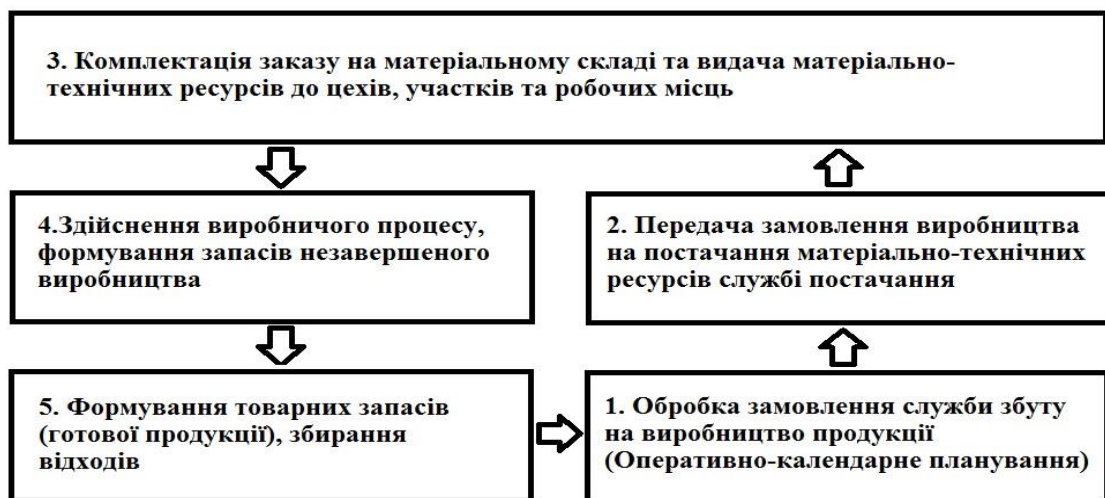 3. Комплектація заказу на матеріальному складі та видача матеріально-
технічних ресурсів до цехів, участків та робочих місць
4.Здійснення виробничого процесу,
формування запасів незавершеного
виробництва
2. Передача замовлення виробництва
на постачання матеріально-технічних
ресурсів службі постачання
5. Формування товарних запасів
(готової продукції), збирання
відходів
1. Обробка замовлення служби збуту
на виробництво продукції
(Оперативно-календарне планування)